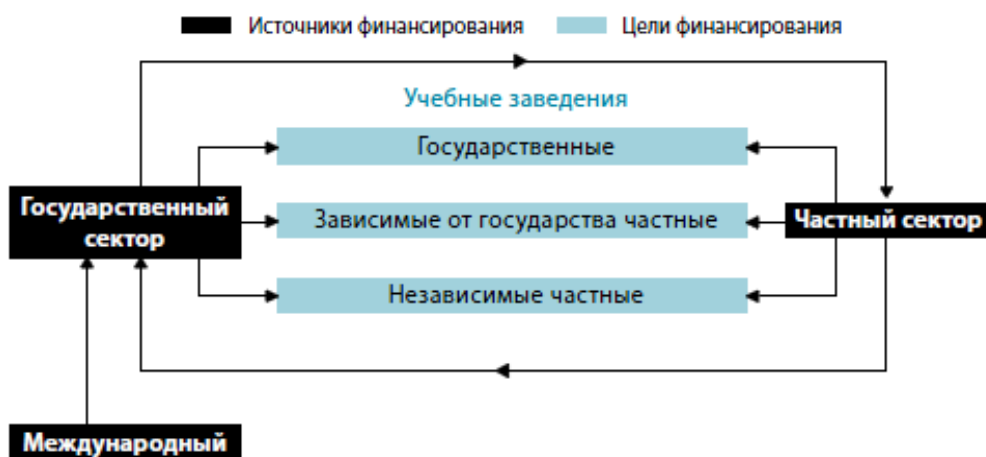 Источники финансирования
Цели финансирования
Учебные заведения
Государственные
Государственный
сектор
Зависимые от государства частные
Частный сектор
Независимые частные
Международный